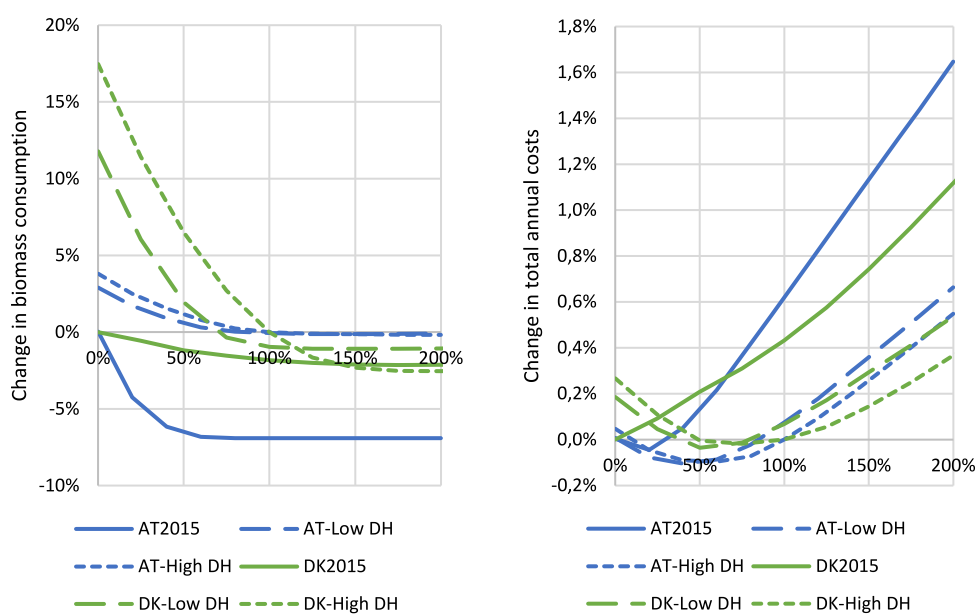 Change in biomass consumption
20%
15%
10%
5%
0%
-5%
-10%
0% 50% 100% 150% 200%
AT2015 AT-Low DH
AT-High DH DK2015
DK-Low DH DK-High DH
Change in total annual costs
1,8%
1,6%
1,4%
1,2%
1,0%
0,8%
0,6%
0,4%
0,2%
0,0%
-0,2%
0% 50% 100% 150% 200%
AT2015 AT-Low DH
AT-High DH DK2015
DK-Low DH DK-High DH